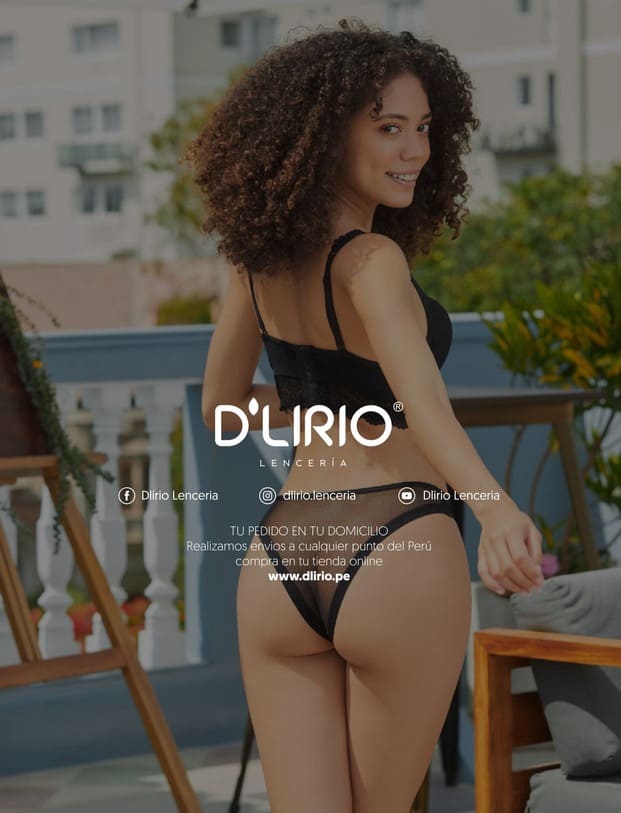 D'LIRIO®
LENCERÍA
Dlirio Lenceria
dlirio.lenceria
Dlirio Lenceria
TU PEDIDO EN TU DOMICILIO
Realizamos envios a cualquier punto del Perú
compra en tu tienda online
www.dlirio.pe